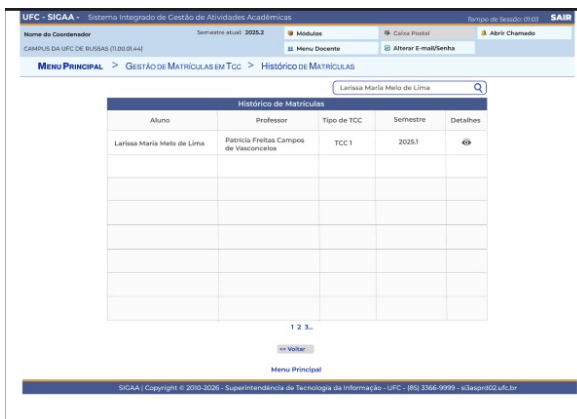 UFC - SIGAA - Sistema Integrado de Gestão de Atividades Acadêmicas Tempo de Sessão: 01:03 SAIR
Nome do Coordenador Semestre atual: 2025.2 Módulos Caixa Postal Abrir Chamado
CAMPUS DA UFC DE RUSSAS (11.00.01.44) Menu Docente Alterar E-mail/Senha
MENU PRINCIPAL > GESTÃO DE MATRÍCULAS EM TCC > HISTÓRICO DE MATRÍCULAS
Larissa Maria Melo de Lima
Histórico de Matrículas
Aluno Professor Tipo de TCC Semestre Detalhes
Larissa Maria Melo de Lima Patrícia Freitas Campos de Vasconcelos TCC 1 2025.1
1 2 3...
<< Voltar
Menu Principal
SIGAA | Copyright © 2010-2026 - Superintendência de Tecnologia da Informação - UFC - (85) 3366-9999 - si3asprd02.ufc.br